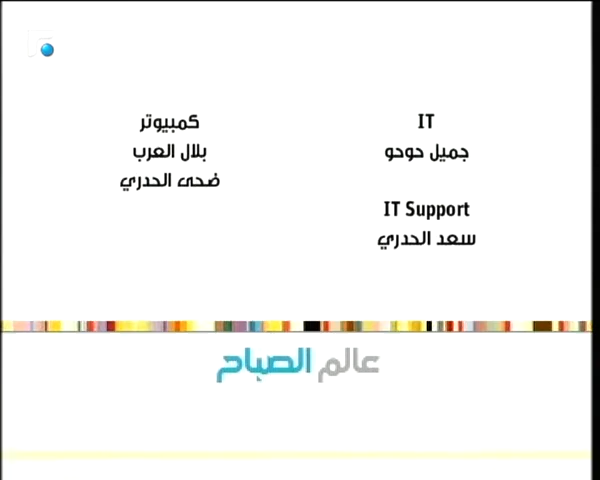 IT
جميل حوحو
IT Support
سعد الحدري
كمبيوتر
بلال العرب
ضحى الحدري
عالم الصباح